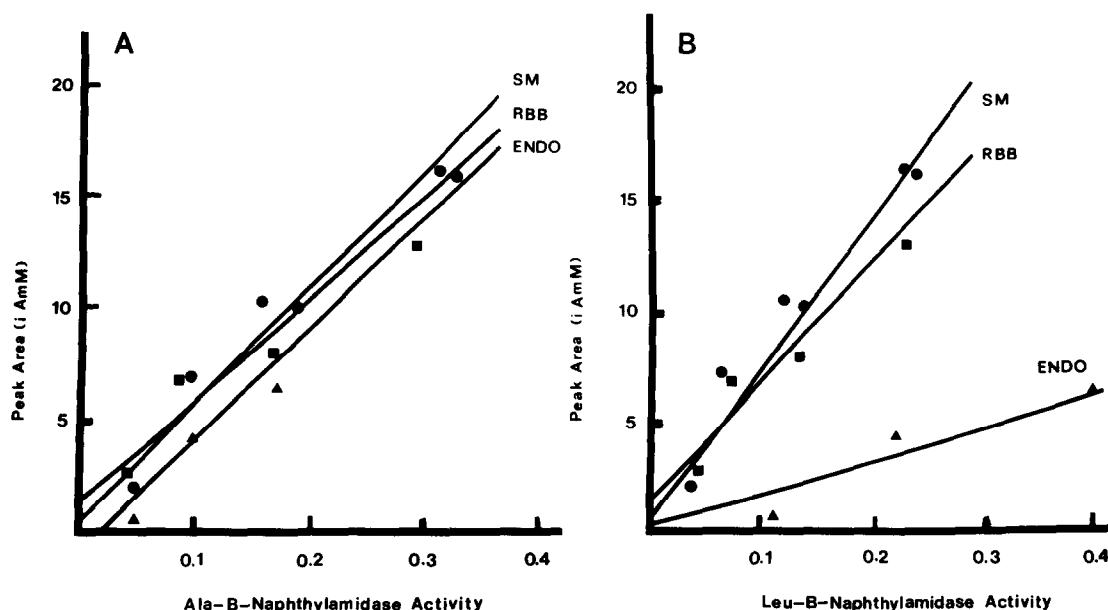 A
20
15
10
5
SM
RBB
ENDO
0.1
0.2
0.3
0.4
Peak Area (i AmM)
Ala-B-Naphthylamidase Activity
B
20
15
10
5
SM
RBB
ENDO
0.1
0.2
0.3
0.4
Peak Area (i AmM)
Leu-B-Naphthylamidase Activity